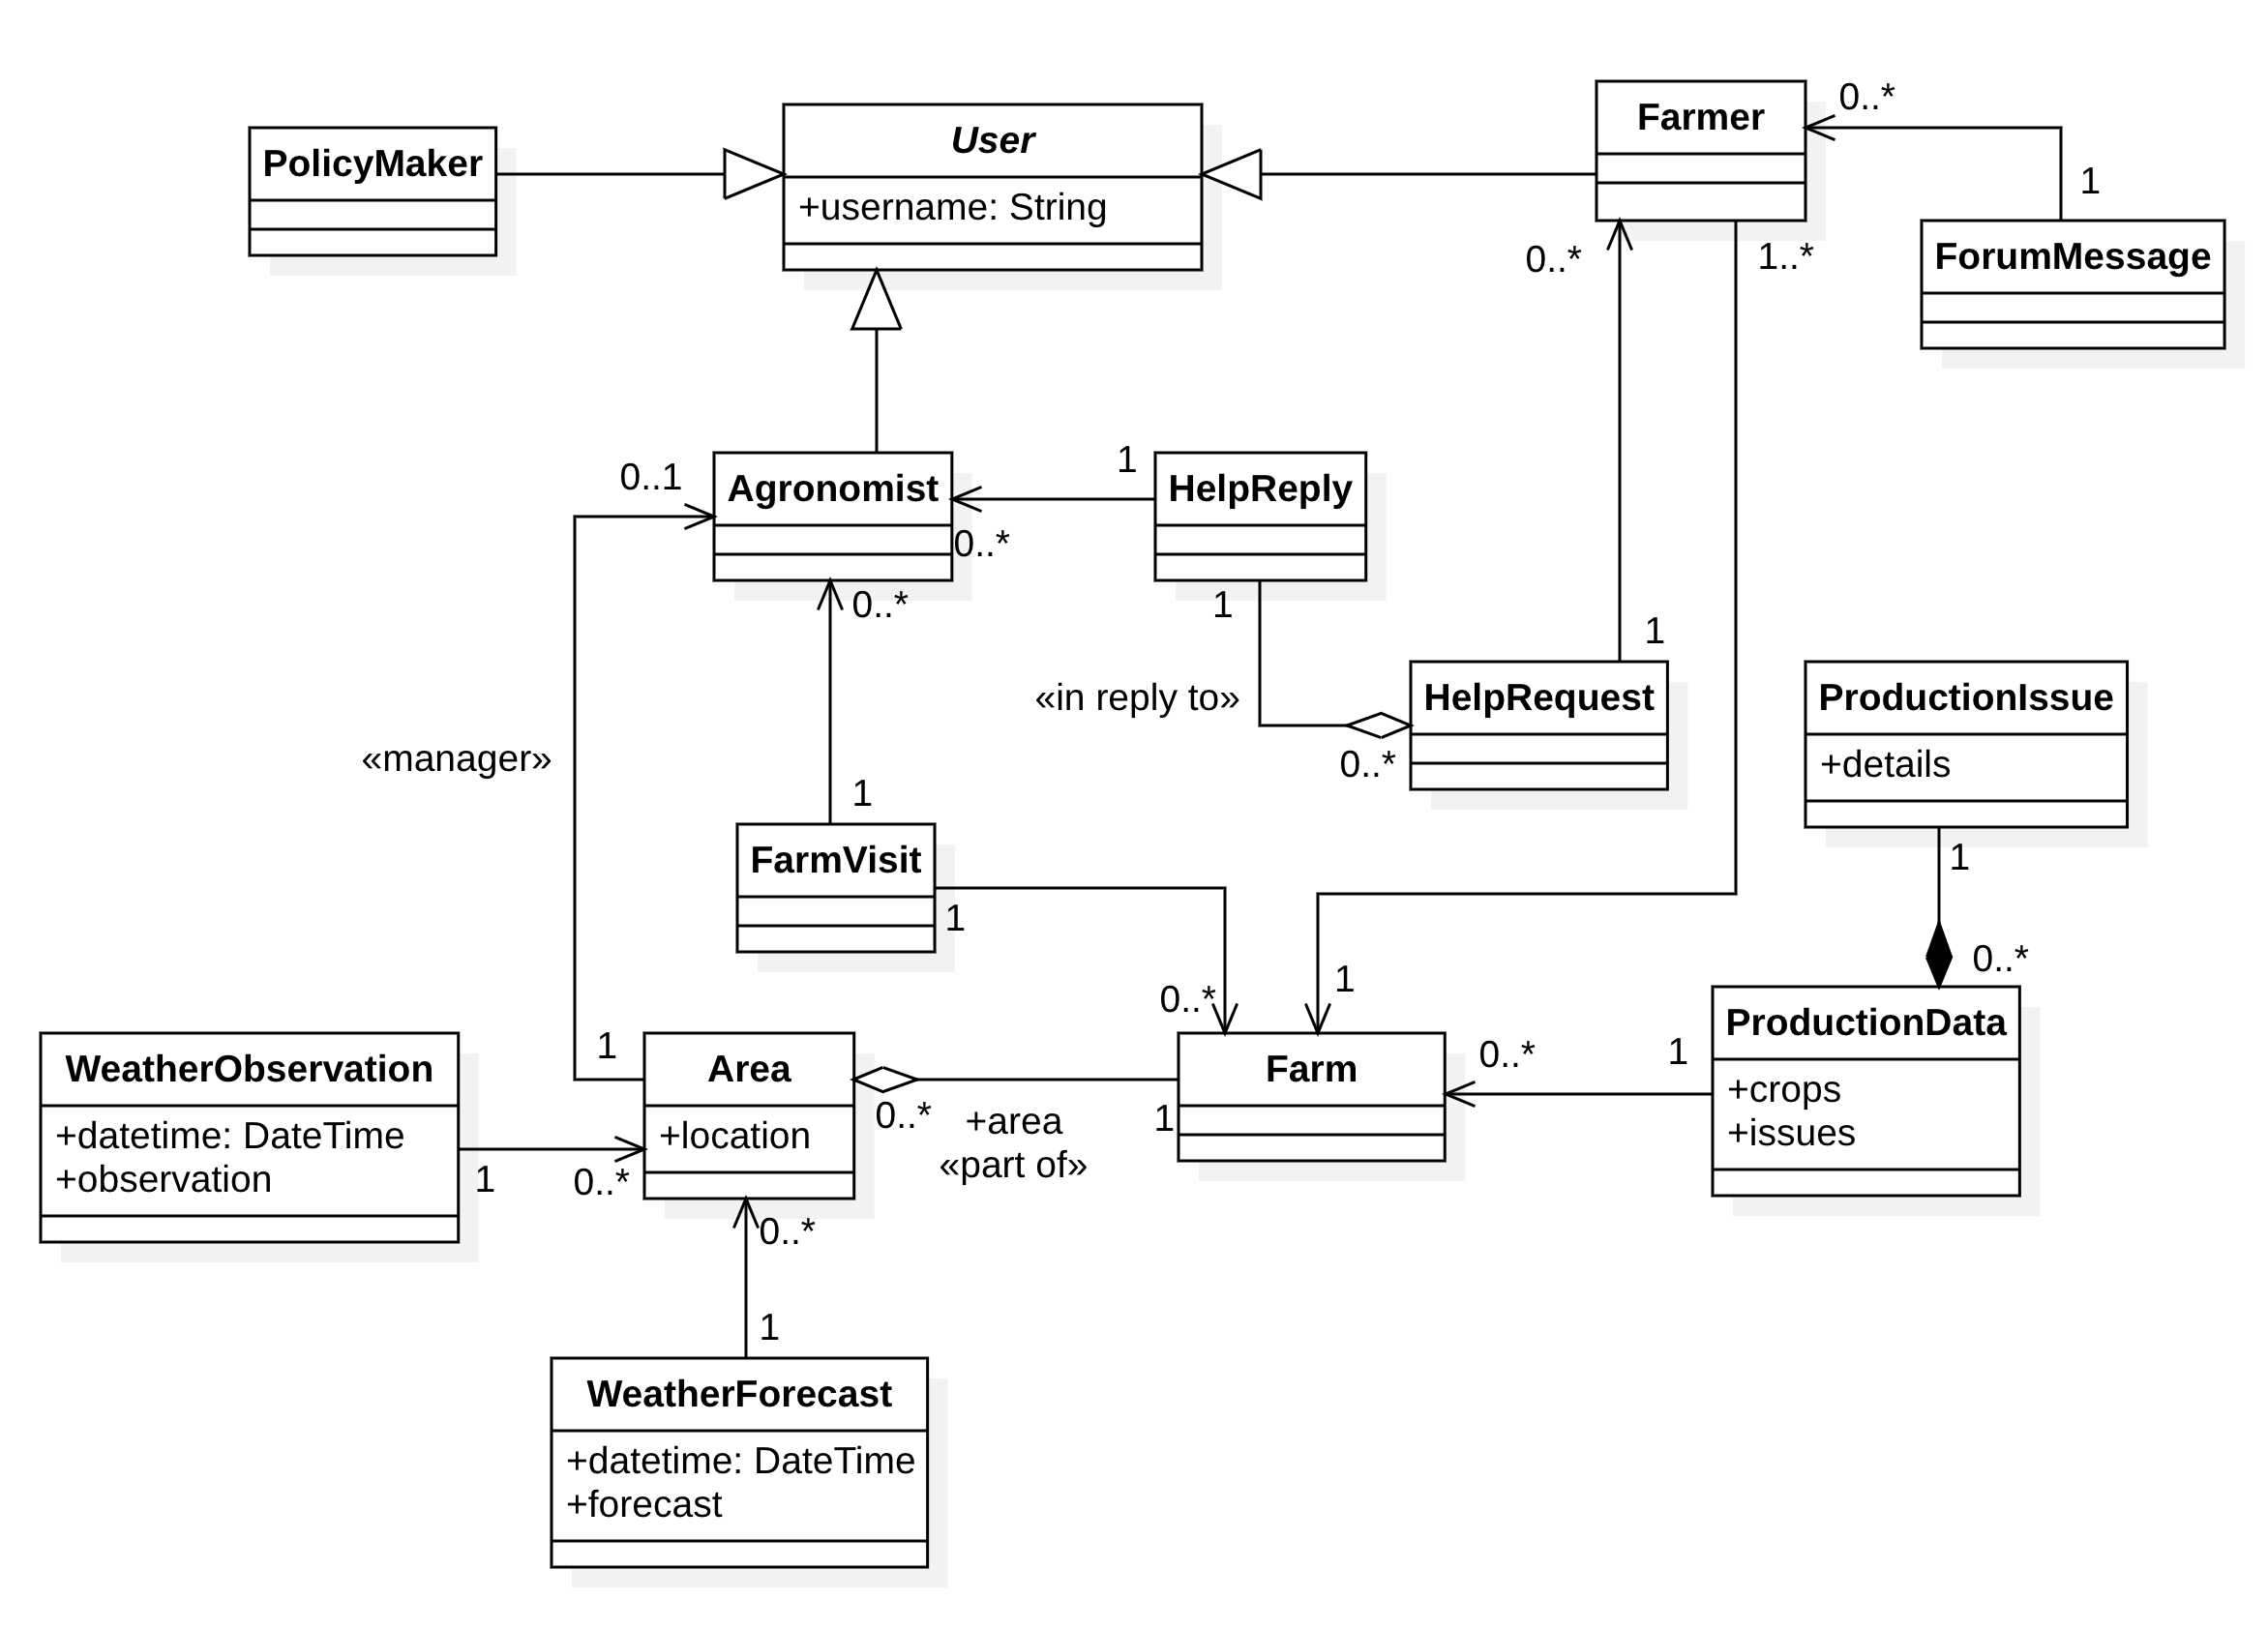 PolicyMaker
User
+username: String
Farmer
0..*
1
ForumMessage
0..*
1..*
0..1
Agronomist
1
HelpReply
0..*
0..*
1
1
«in reply to»
HelpRequest
0..*
ProductionIssue
+details
«manager»
1
FarmVisit
1
1
0..*
1
0..*
WeatherObservation
+datetime: DateTime
+observation
1
0..*
1
Area
+location
0..*
+area
«part of»
1
Farm
0..*
1
ProductionData
+crops
+issues
0..*
1
WeatherForecast
+datetime: DateTime
+forecast